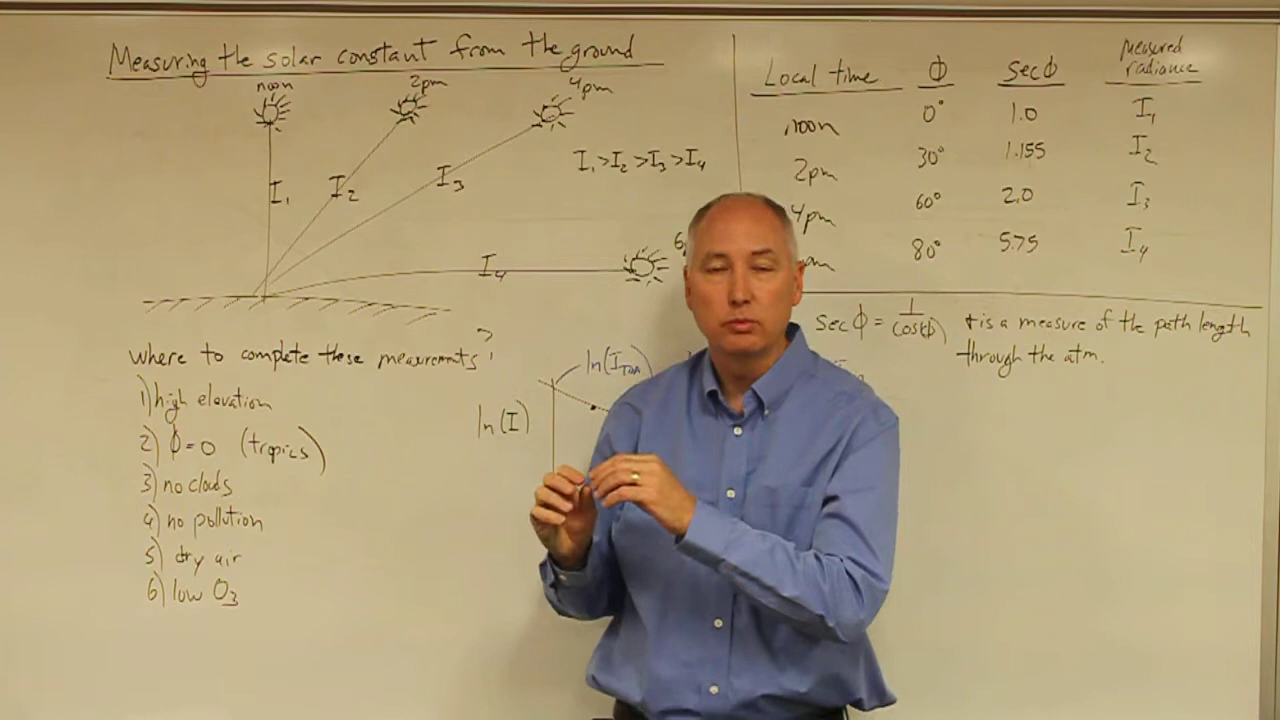 Measuring the solar constant from the ground
noon
2pm
4pm
I1
I2
I3
I1 > I2 > I3 > I4
I4
where to complete these measurments?
1) high elevation
2) ϕ = 0 (tropics)
3) no clouds
4) no pollution
5) dry air
6) low O3
ln(ITOA)
ln(I)
Local time ϕ Sec ϕ Measured radiance
noon 0° 1.0 I1
2pm 30° 1.155 I2
4pm 60° 2.0 I3
80° 5.75 I4
sec ϕ = 1/cos(ϕ)
is a measure of the path length
through the atm.